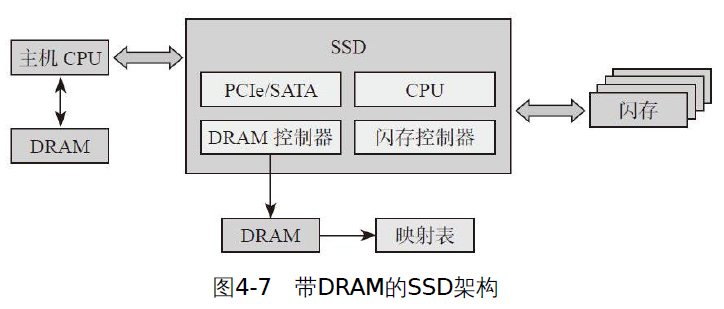 SSD
主机 CPU
PCIe/SATA
CPU
闪存
DRAM
DRAM 控制器
闪存控制器
DRAM
映射表
图4-7 带DRAM的SSD架构